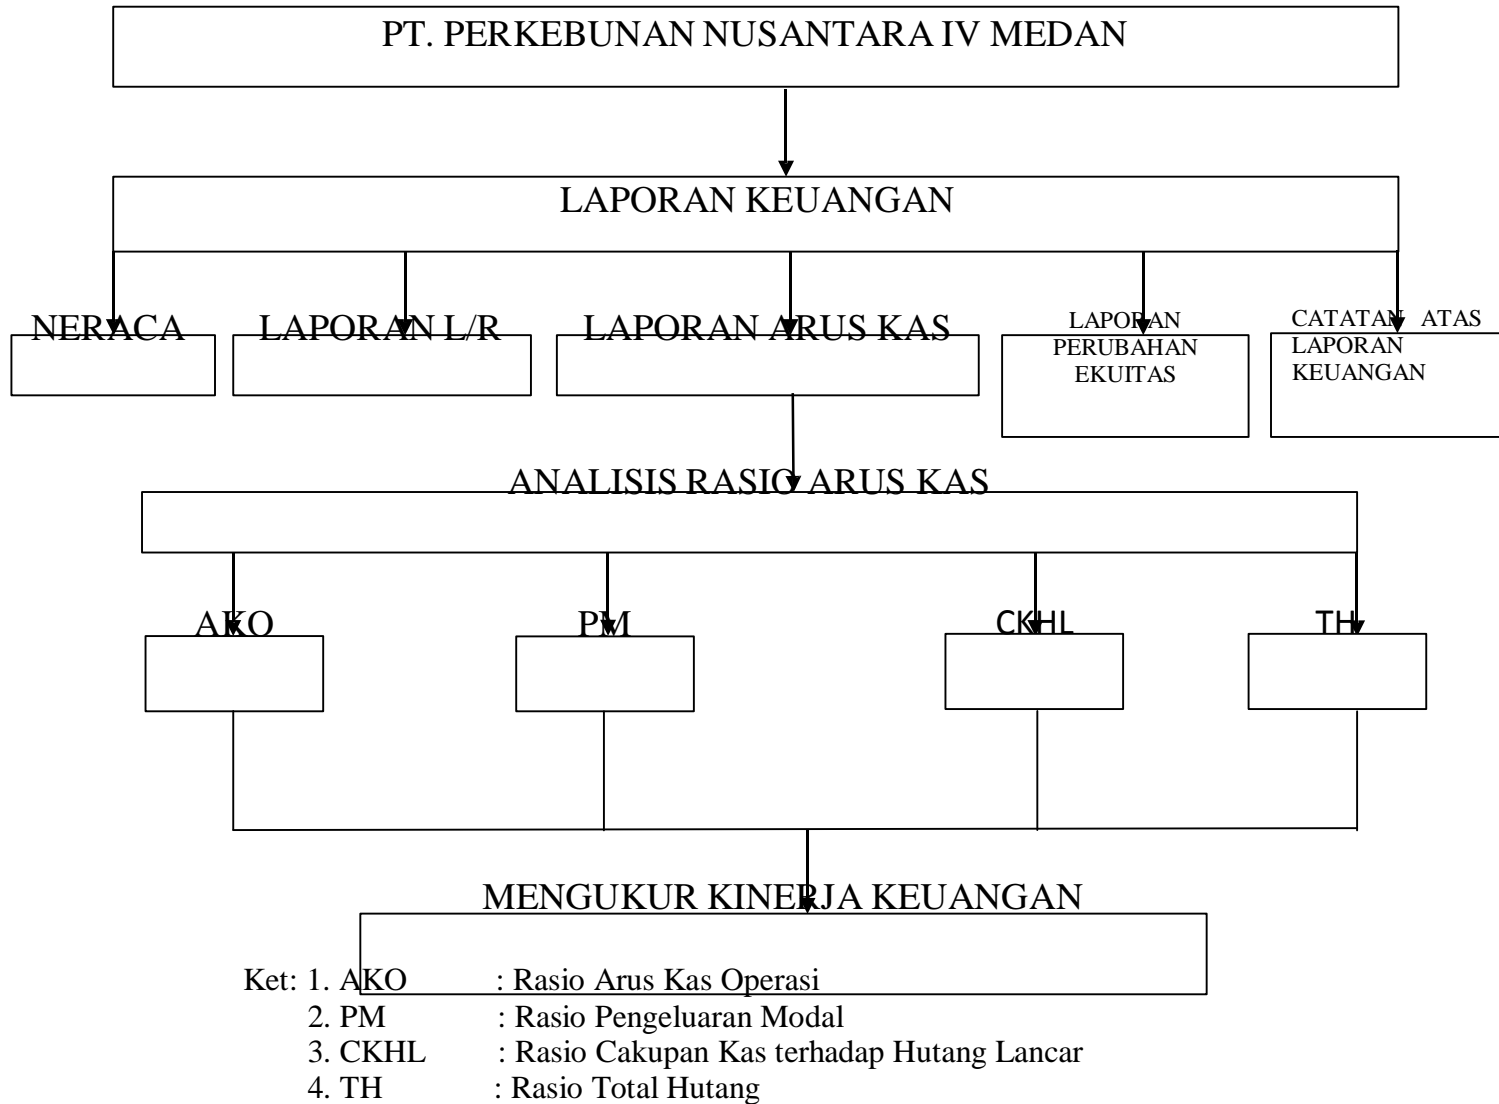 PT. PERKEBUNAN NUSANTARA IV MEDAN
LAPORAN KEUANGAN
NERACA
LAPORAN L/R
LAPORAN ARUS KAS
LAPORAN
PERUBAHAN
EKUITAS
CATATAN ATAS
LAPORAN
KEUANGAN
ANALISIS RASIO ARUS KAS
AKO
PM
CKHL
TH
MENGUKUR KINERJA KEUANGAN
Ket: 1. AKO : Rasio Arus Kas Operasi
2. PM : Rasio Pengeluaran Modal
3. CKHL : Rasio Cakupan Kas terhadap Hutang Lancar
4. TH : Rasio Total Hutang